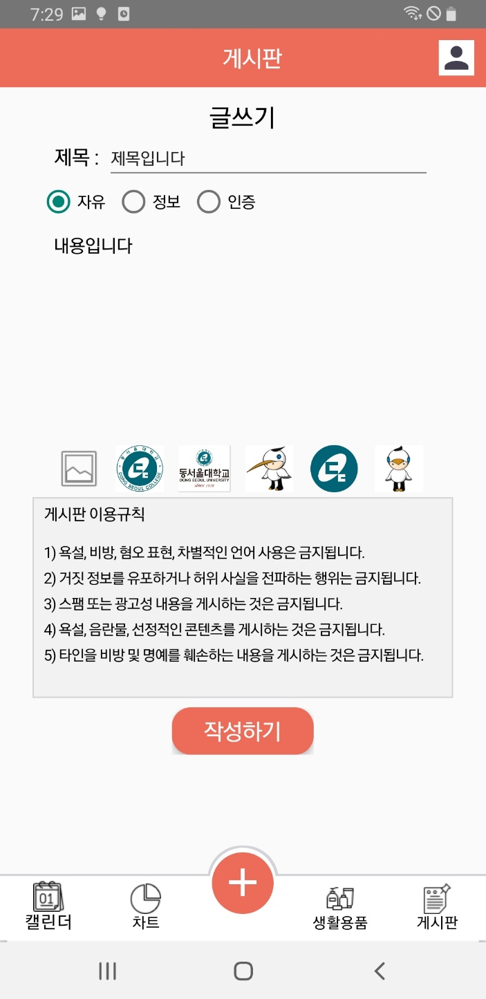 7:29
게시판
글쓰기
제목 : 제목입니다
자유 정보 인증
내용입니다
동서울대학교
DONG SEOUL COLLEGE
동서울대학교
DONG SEOUL UNIVERSITY
SINCE 1978
게시판 이용규칙
1) 욕설, 비방, 혐오 표현, 차별적인 언어 사용은 금지됩니다.
2) 거짓 정보를 유포하거나 허위 사실을 전파하는 행위는 금지됩니다.
3) 스팸 또는 광고성 내용을 게시하는 것은 금지됩니다.
4) 욕설, 음란물, 선정적인 콘텐츠를 게시하는 것은 금지됩니다.
5) 타인을 비방 및 명예를 훼손하는 내용을 게시하는 것은 금지됩니다.
작성하기
01
캘린더 차트 생활용품 게시판